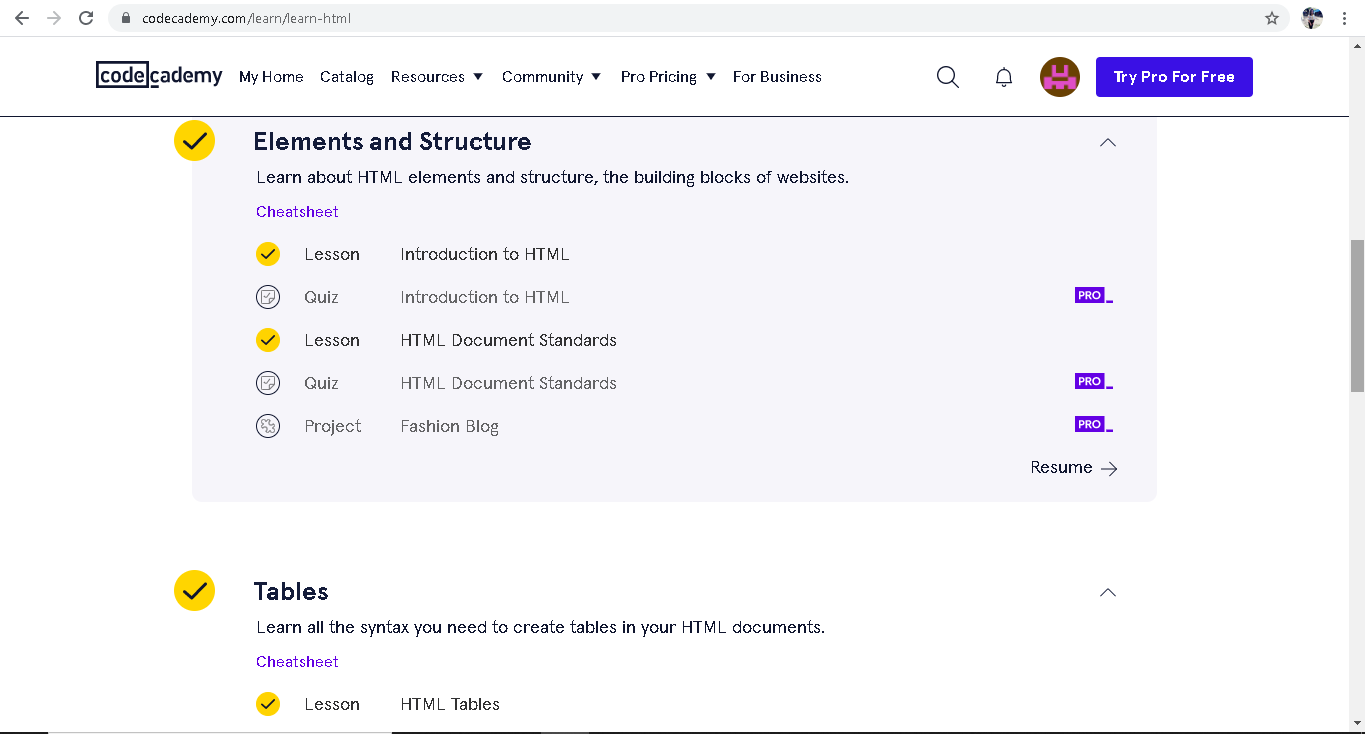 codecademy.com/learn/learn-html
codecademy My Home Catalog Resources Community Pro Pricing For Business Try Pro For Free
Elements and Structure
Learn about HTML elements and structure, the building blocks of websites.
Cheatsheet
Lesson Introduction to HTML
Quiz Introduction to HTML PRO_
Lesson HTML Document Standards
Quiz HTML Document Standards PRO_
Project Fashion Blog PRO_
Resume
Tables
Learn all the syntax you need to create tables in your HTML documents.
Cheatsheet
Lesson HTML Tables